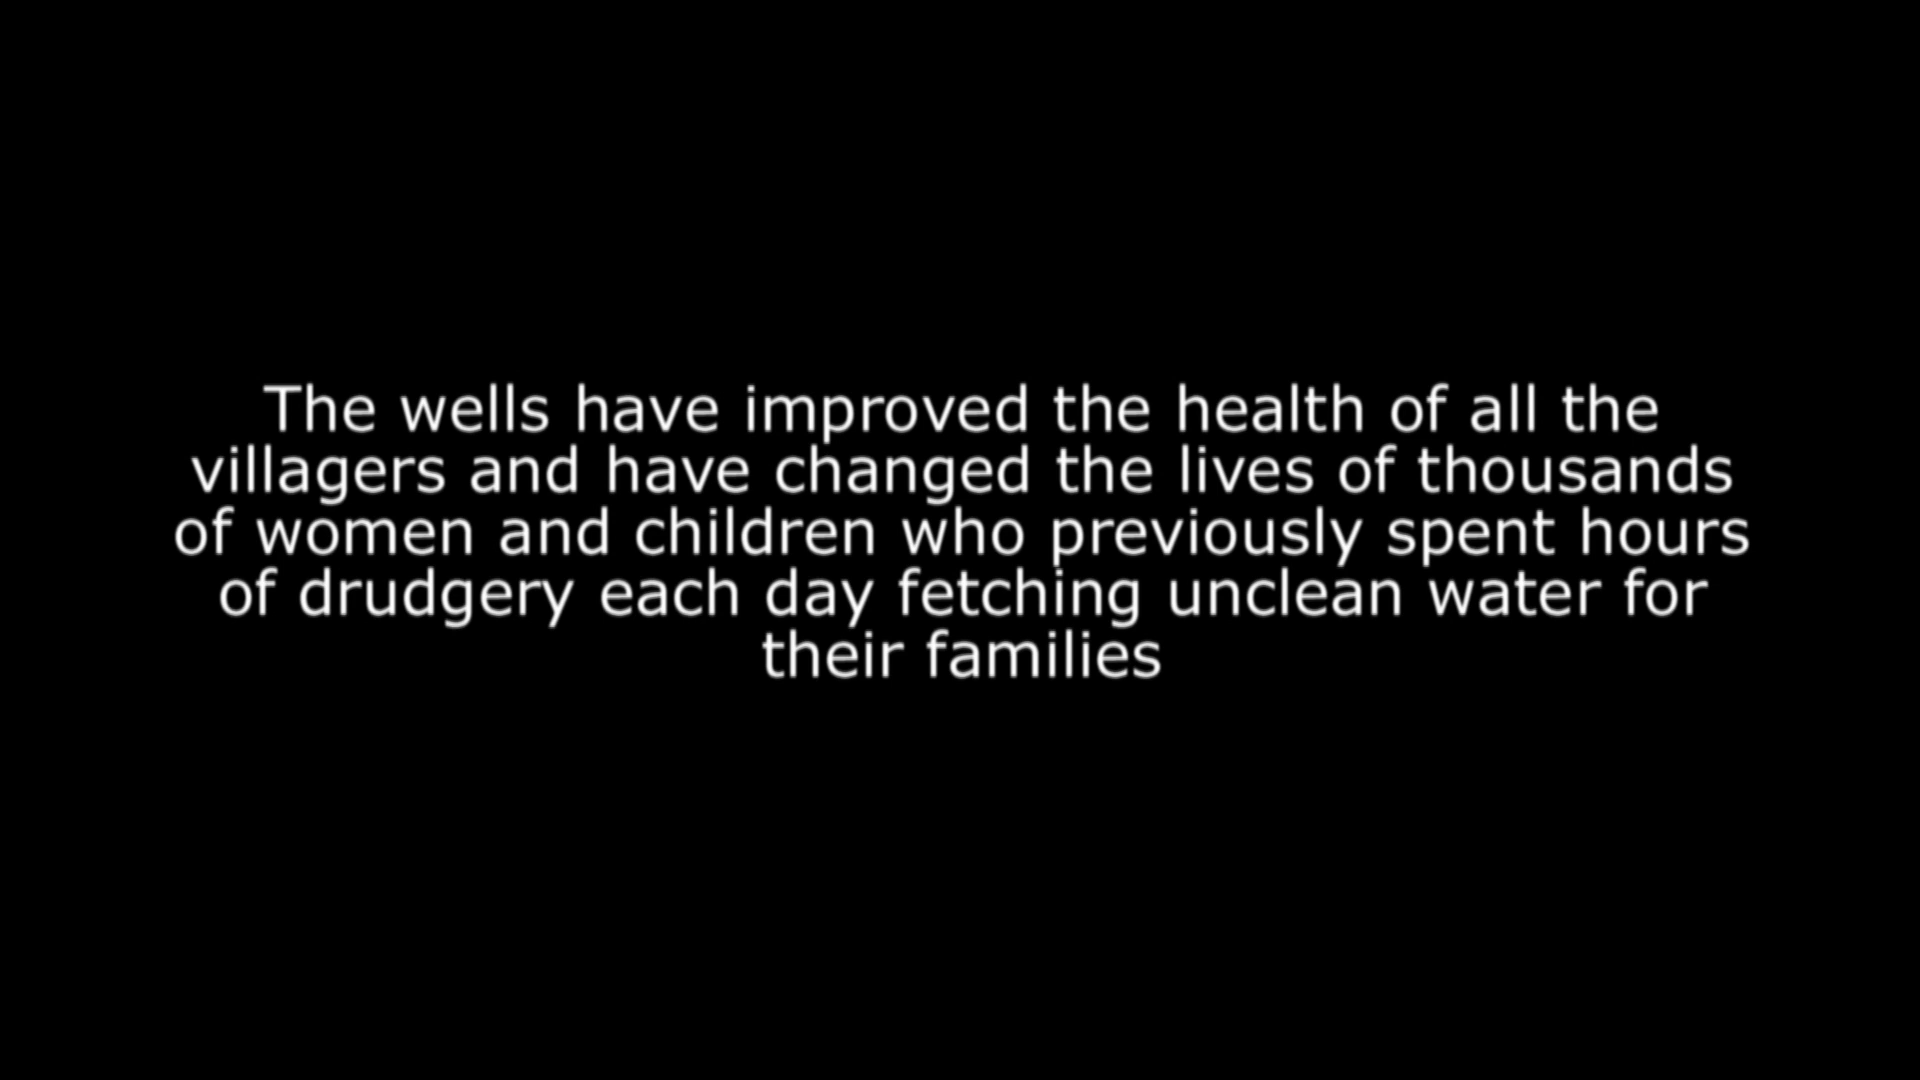 The wells have improved the health of all the
villagers and have changed the lives of thousands
of women and children who previously spent hours
of drudgery each day fetching unclean water for
their families